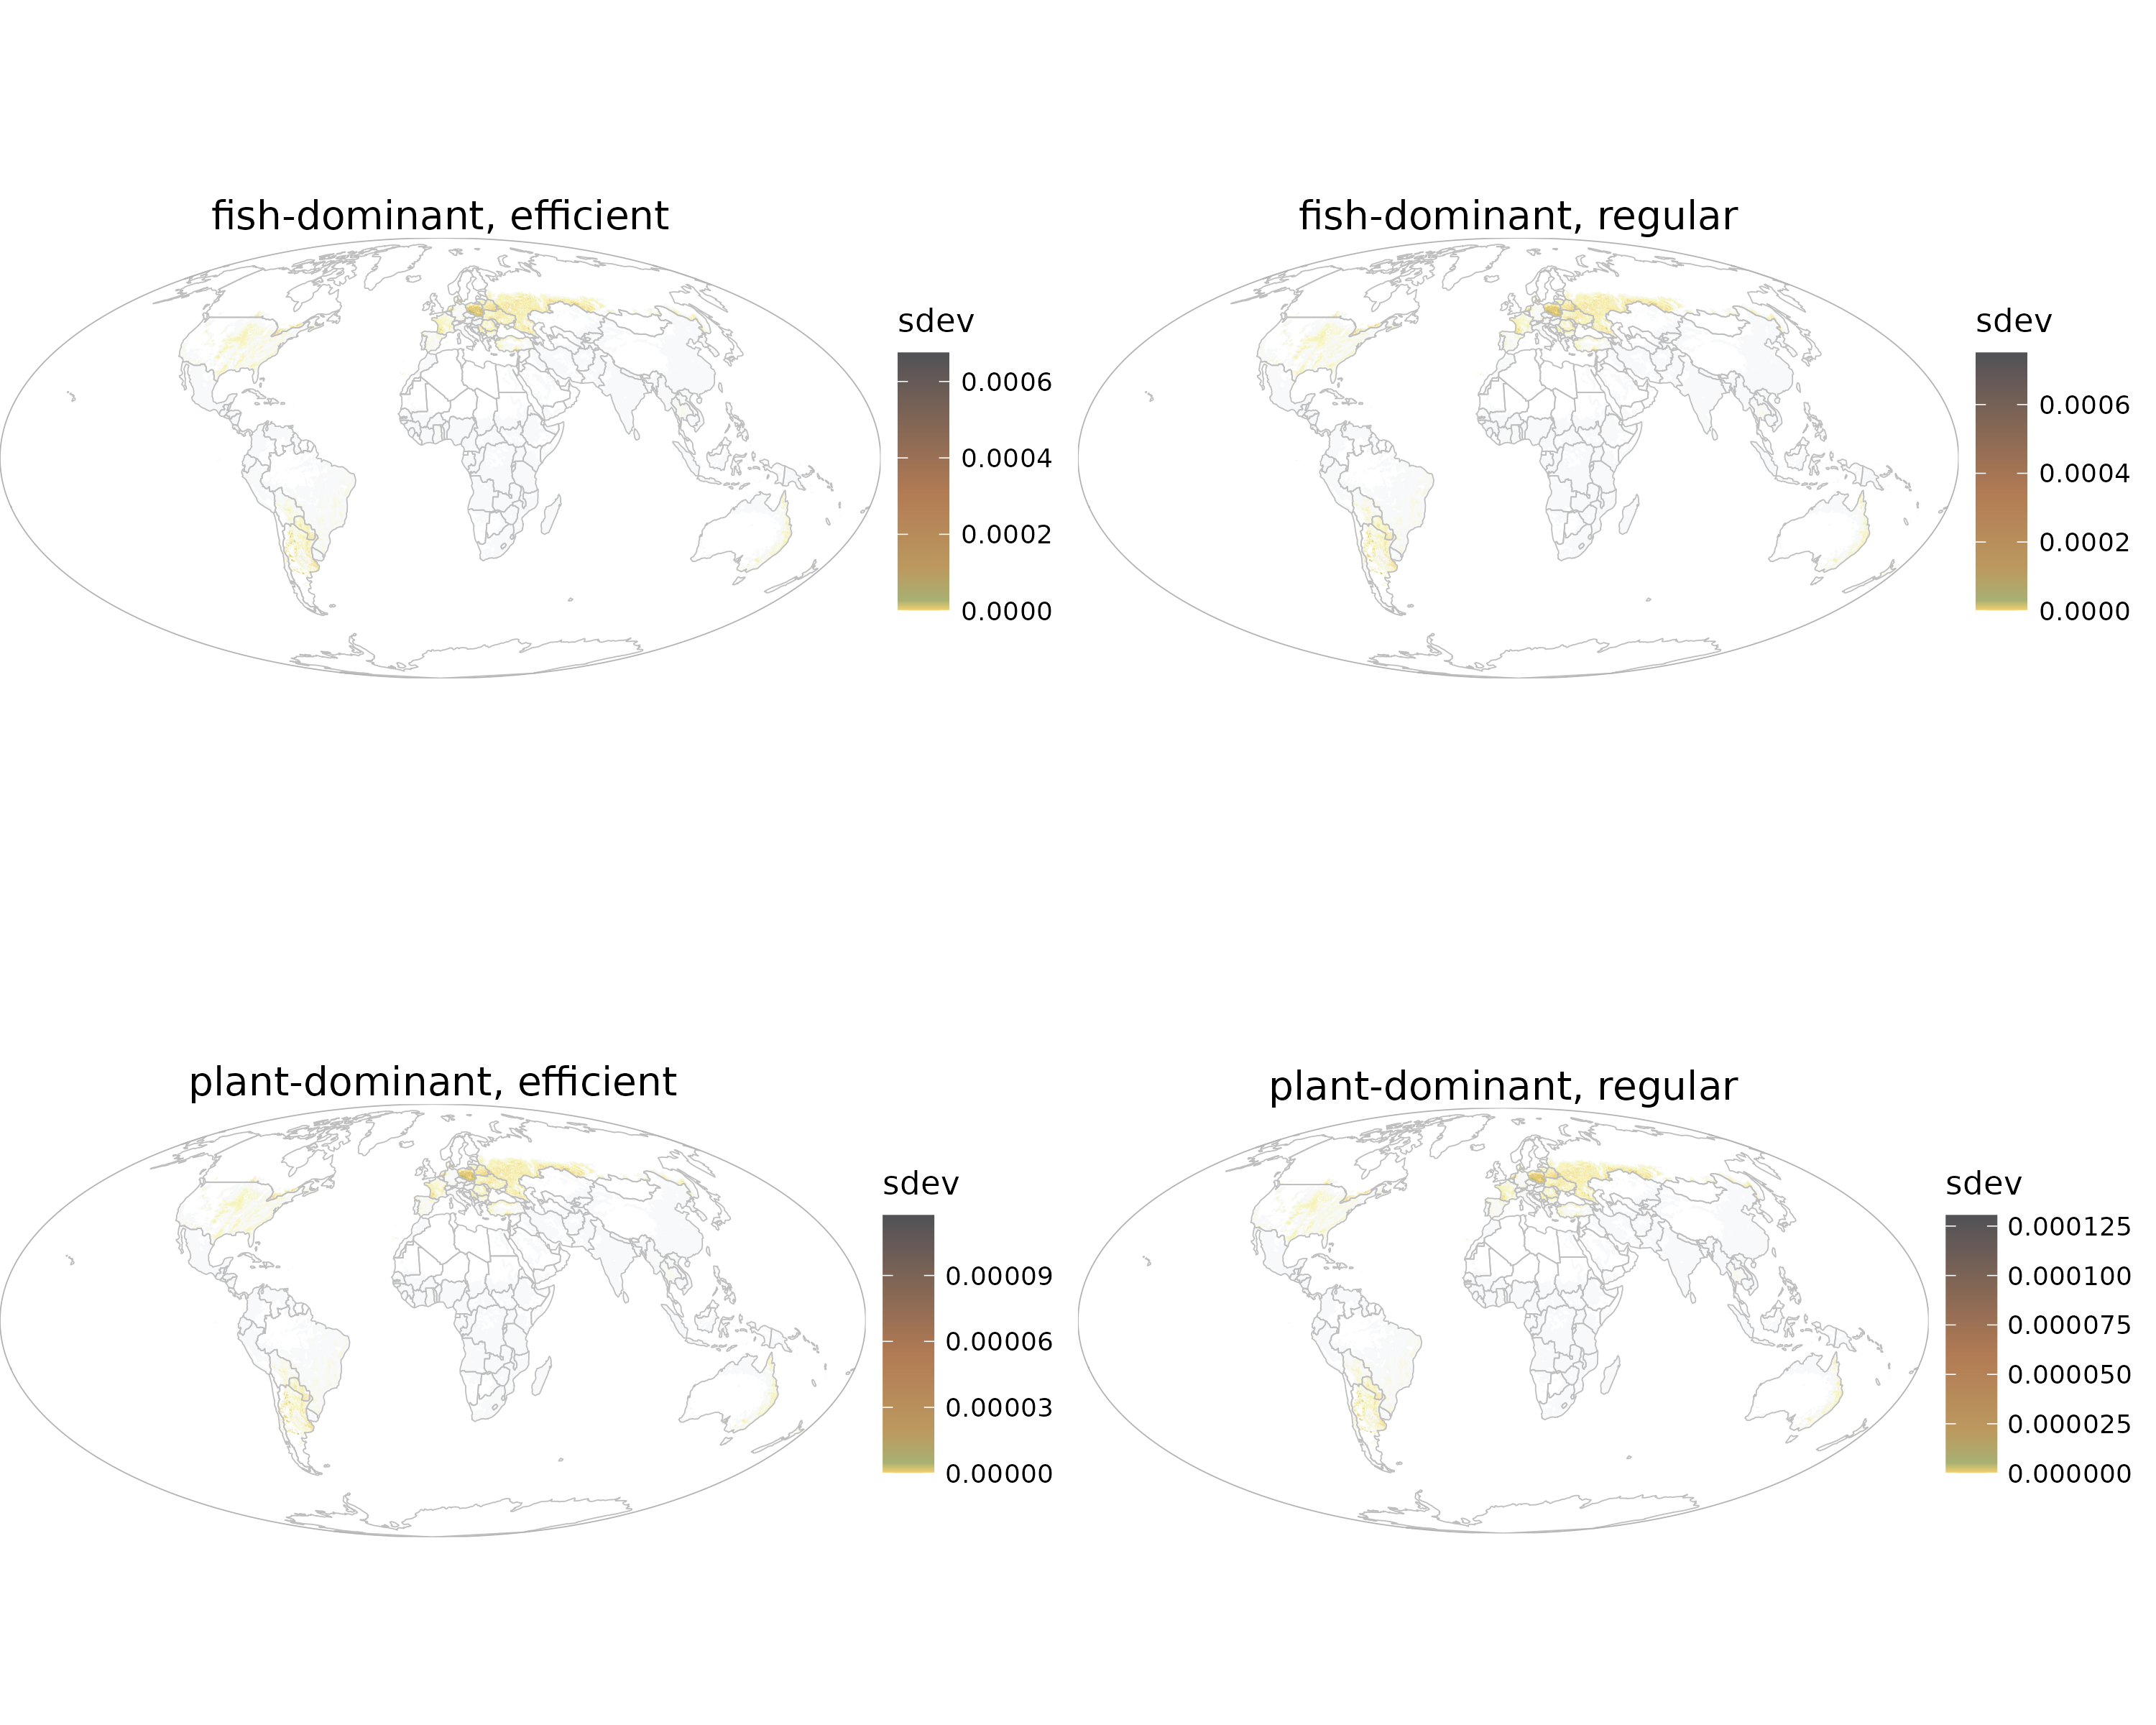 fish-dominant, efficient
sdev
0.0006
0.0004
0.0002
0.0000
fish-dominant, regular
sdev
0.0006
0.0004
0.0002
0.0000
plant-dominant, efficient
sdev
0.00009
0.00006
0.00003
0.00000
plant-dominant, regular
sdev
0.000125
0.000100
0.000075
0.000050
0.000025
0.000000